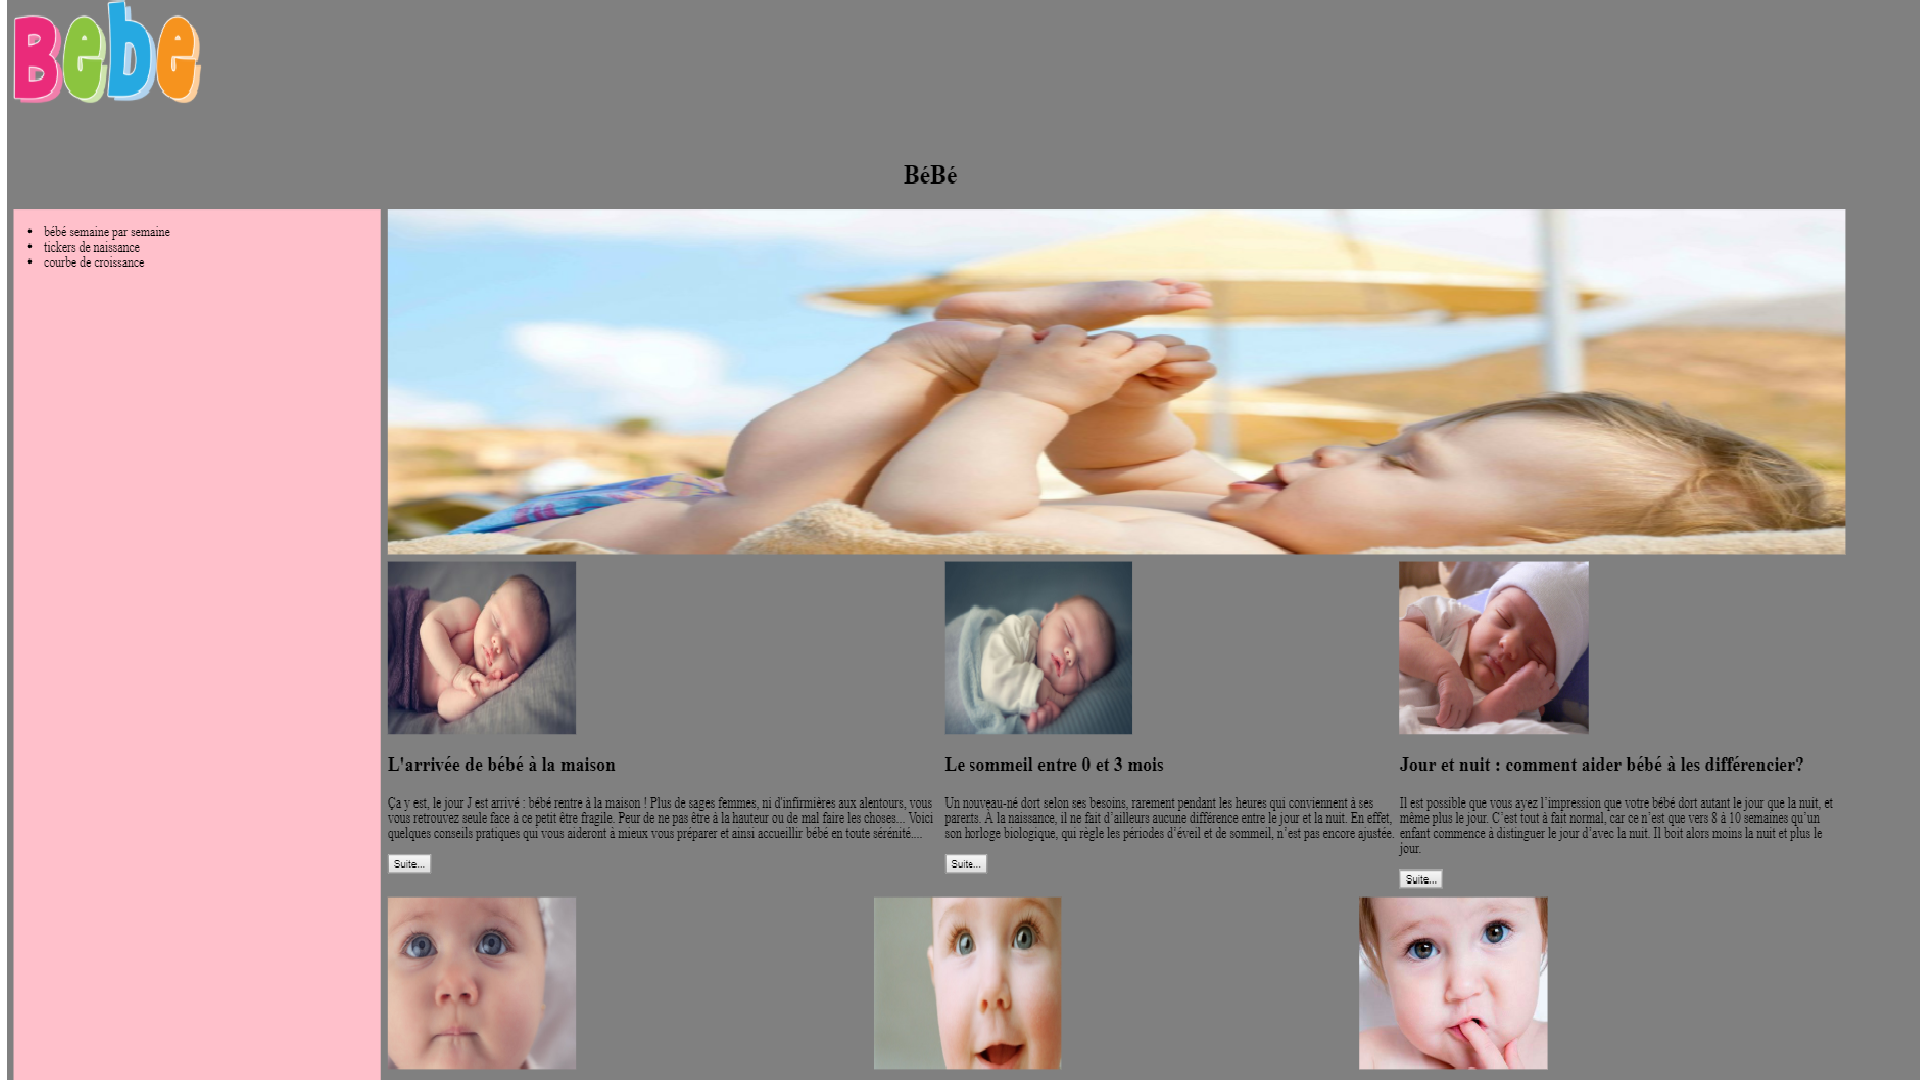 Bebe
BéBé
bébé semaine par semaine
tickers de naissance
courbe de croissance
L'arrivée de bébé à la maison
Ça y est, le jour J est arrivé : bébé rentre à la maison ! Plus de sages femmes, ni d'infirmières aux alentours, vous
vous retrouvez seule face à ce petit être fragile. Peur de ne pas être à la hauteur ou de mal faire les choses... Voici
quelques conseils pratiques qui vous aideront à mieux vous préparer et ainsi accueillir bébé en toute sérénité....
Suite...
Le sommeil entre 0 et 3 mois
Un nouveau-né dort selon ses besoins, rarement pendant les heures qui conviennent à ses
parents. À la naissance, il ne fait d’ailleurs aucune différence entre le jour et la nuit. En effet,
son horloge biologique, qui règle les périodes d’éveil et de sommeil, n’est pas encore ajustée.
Suite...
Jour et nuit : comment aider bébé à les différencier?
Il est possible que vous ayez l’impression que votre bébé dort autant le jour que la nuit, et
même plus le jour. C’est tout à fait normal, car ce n’est que vers 8 à 10 semaines qu’un
enfant commence à distinguer le jour d’avec la nuit. Il boit alors moins la nuit et plus le
jour.
Suite...